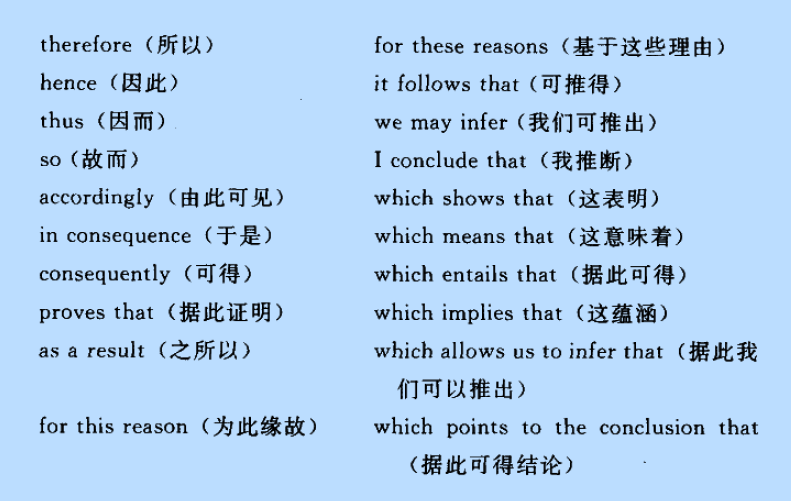 therefore（所以）
hence（因此）
thus（因而）
so（故而）
accordingly（由此可见）
in consequence（于是）
consequently（可得）
proves that（据此证明）
as a result（之所以）
for this reason（为此缘故）
for these reasons（基于这些理由）
it follows that（可推得）
we may infer（我们可推出）
I conclude that（我推断）
which shows that（这表明）
which means that（这意味着）
which entails that（据此可得）
which implies that（这蕴涵）
which allows us to infer that（据此我
们可以推出）
which points to the conclusion that
（据此可得结论）